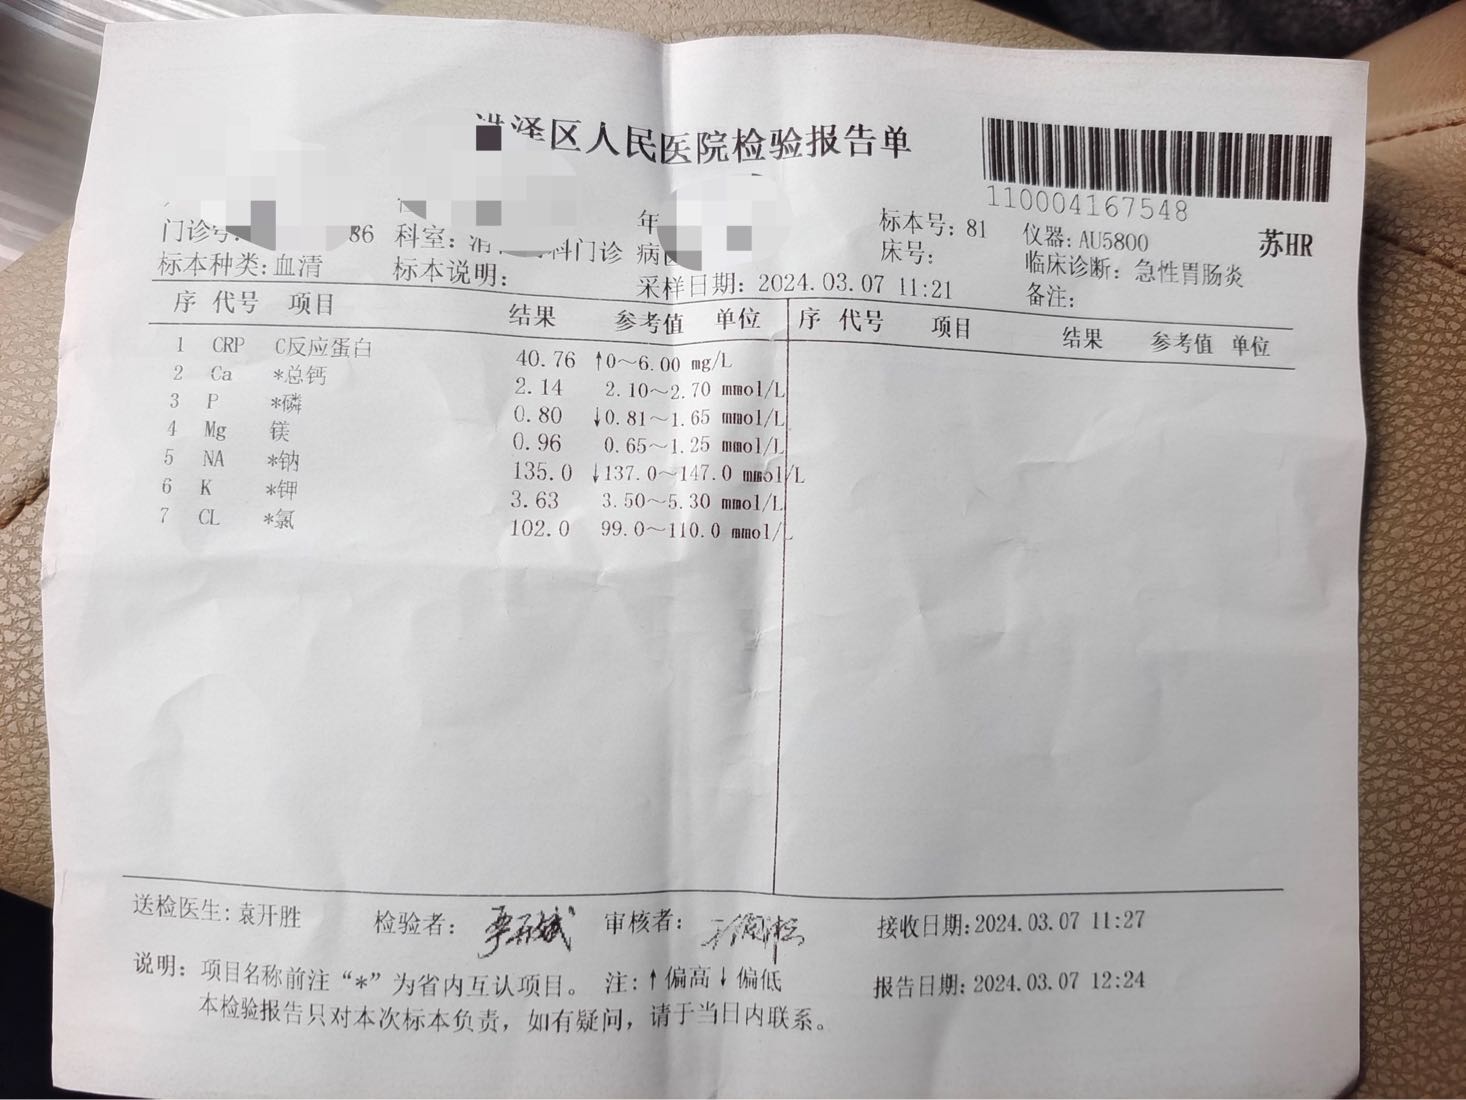 泽区人民医院检验报告单
110004167548
年 标本号: 81 仪器: AU5800 苏HR
门诊号: 86 科室: 科门诊 床号: 临床诊断: 急性胃肠炎
标本种类: 血清 标本说明: 采样日期: 2024.03.07 11:21 备注:
序 代号 项目 结果 参考值 单位 序 代号 项目 结果 参考值 单位
1 CRP C反应蛋白 40.76 ↑0~6.00 mg/L
2 Ca *总钙 2.14 2.10~2.70 mmol/L
3 P *磷 0.80 ↓0.81~1.65 mmol/L
4 Mg 镁 0.96 0.65~1.25 mmol/L
5 NA *钠 135.0 ↓137.0~147.0 mmol/L
6 K *钾 3.63 3.50~5.30 mmol/L
7 CL *氯 102.0 99.0~110.0 mmol/L
送检医生: 袁开胜 检验者: 审核者: 接收日期: 2024.03.07 11:27
说明: 项目名称前注“*”为省内互认项目。 注: ↑偏高↓偏低 报告日期: 2024.03.07 12:24
本检验报告只对本次标本负责，如有疑问，请于当日内联系。